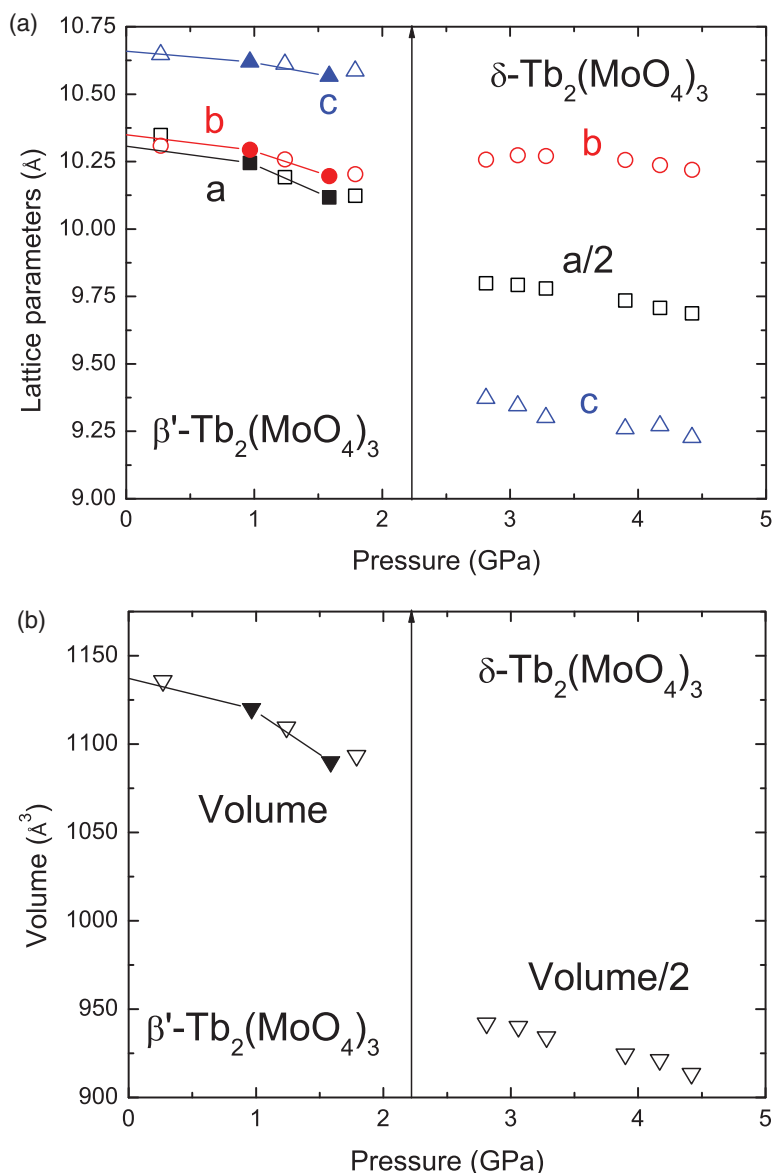 (a)
10.75
10.50
10.25
10.00
9.75
9.50
9.25
9.00
Lattice parameters (Å)
c
b
a
β'-Tb₂(MoO₄)₃
δ-Tb₂(MoO₄)₃
b
a/2
c
0 1 2 3 4 5
Pressure (GPa)
(b)
1150
1100
1050
1000
950
900
Volume (Å³)
Volume
β'-Tb₂(MoO₄)₃
δ-Tb₂(MoO₄)₃
Volume/2
0 1 2 3 4 5
Pressure (GPa)